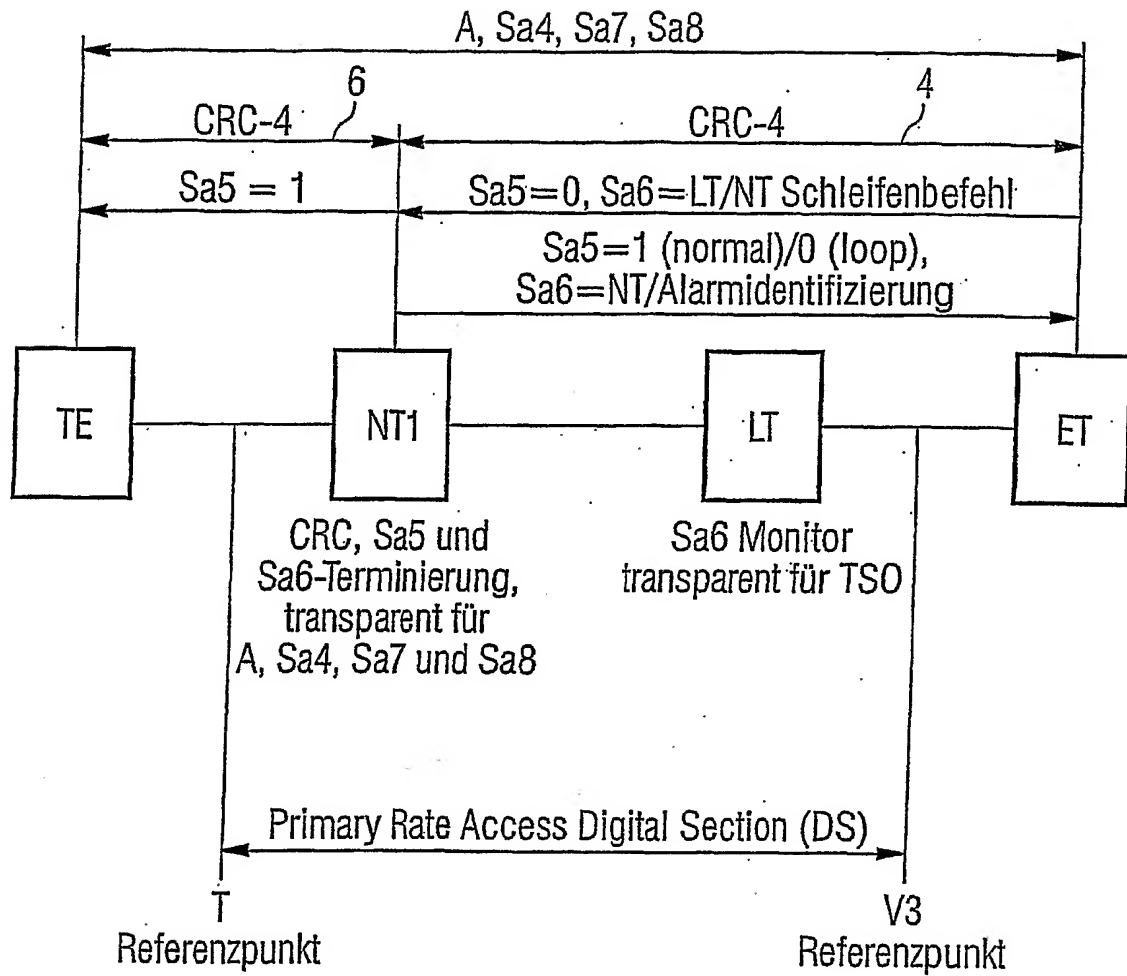 A, Sa4, Sa7, Sa8
6
4
CRC-4
CRC-4
Sa5 = 1
Sa5=0, Sa6=LT/NT Schleifenbefehl
Sa5=1 (normal)/0 (loop),
Sa6=NT/Alarmidentifizierung
TE
NT1
LT
ET
CRC, Sa5 und
Sa6-Terminierung,
transparent für
A, Sa4, Sa7 und Sa8
Sa6 Monitor
transparent für TSO
Primary Rate Access Digital Section (DS)
T
Referenzpunkt
V3
Referenzpunkt